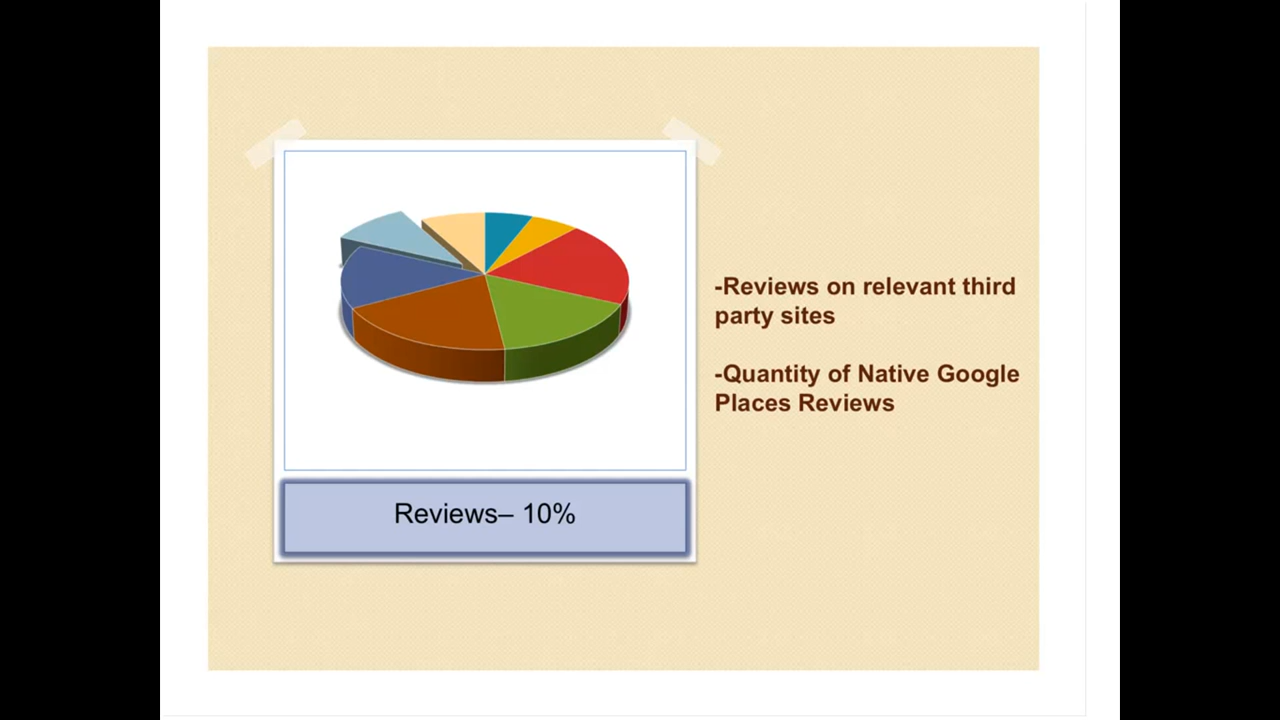 -Reviews on relevant third
party sites
-Quantity of Native Google
Places Reviews
Reviews– 10%